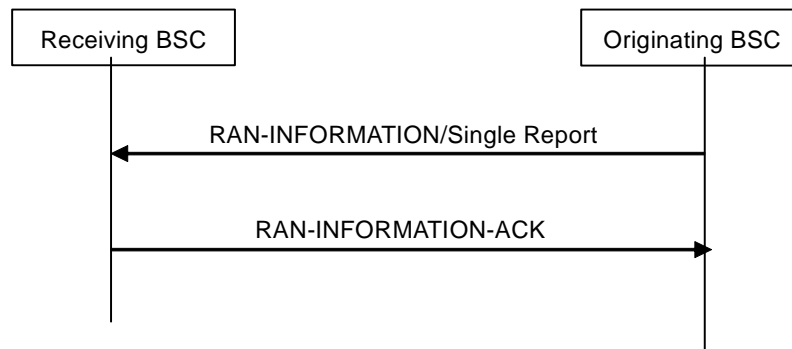 Receiving BSC
Originating BSC
RAN-INFORMATION/Single Report
RAN-INFORMATION-ACK